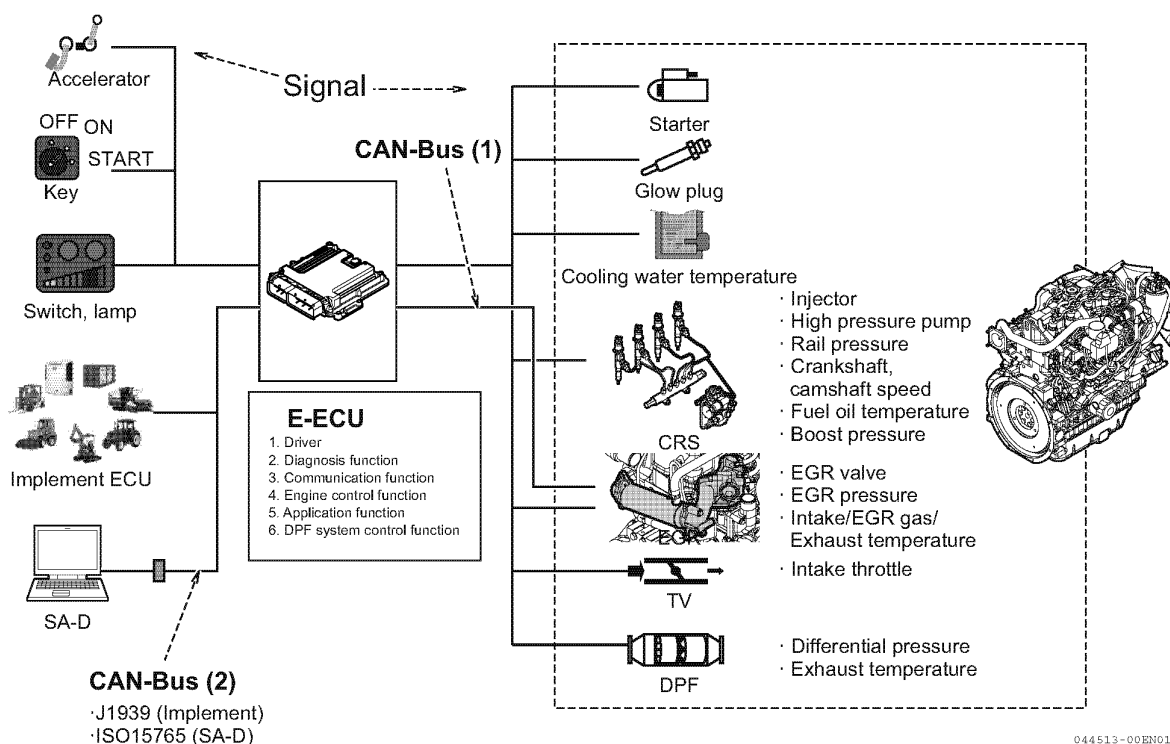 Accelerator
Signal
OFF
ON
START
Key
Switch, lamp
Implement ECU
SA-D
CAN-Bus (2)
·J1939 (Implement)
·ISO15765 (SA-D)
CAN-Bus (1)
E-ECU
1. Driver
2. Diagnosis function
3. Communication function
4. Engine control function
5. Application function
6. DPF system control function
Starter
Glow plug
Cooling water temperature
CRS
· Injector
· High pressure pump
· Rail pressure
· Crankshaft,
camshaft speed
· Fuel oil temperature
· Boost pressure
EGR
· EGR valve
· EGR pressure
· Intake/EGR gas/
Exhaust temperature
TV
· Intake throttle
DPF
· Differential pressure
· Exhaust temperature
044513-00EN01